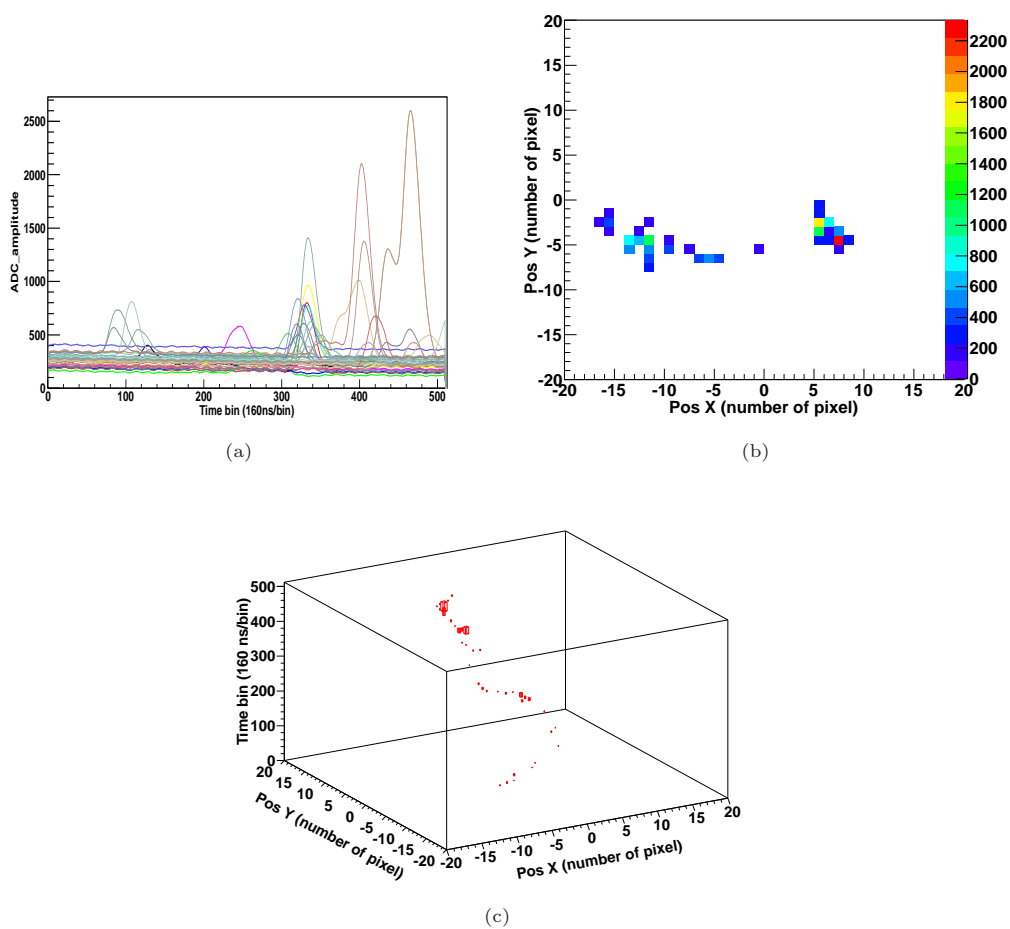 20
15
10
5
0
-5
-10
-15
-20
-20 -15 -10 -5 0 5 10 15 20
Pos Y (number of pixel)
Pos X (number of pixel)
2200
2000
1800
1600
1400
1200
1000
800
600
400
200
0
2500
2000
1500
1000
500
0
ADC_amplitude
0 100 200 300 400 500
Time bin (160ns/bin)
(a)
(b)
500
400
300
200
100
0
Time bin (160 ns/bin)
20 15 10 5 0 -5 -10 -15 -20
Pos Y (number of pixel)
-20 -15 -10 -5 0 5 10 15 20
Pos X (number of pixel)
(c)